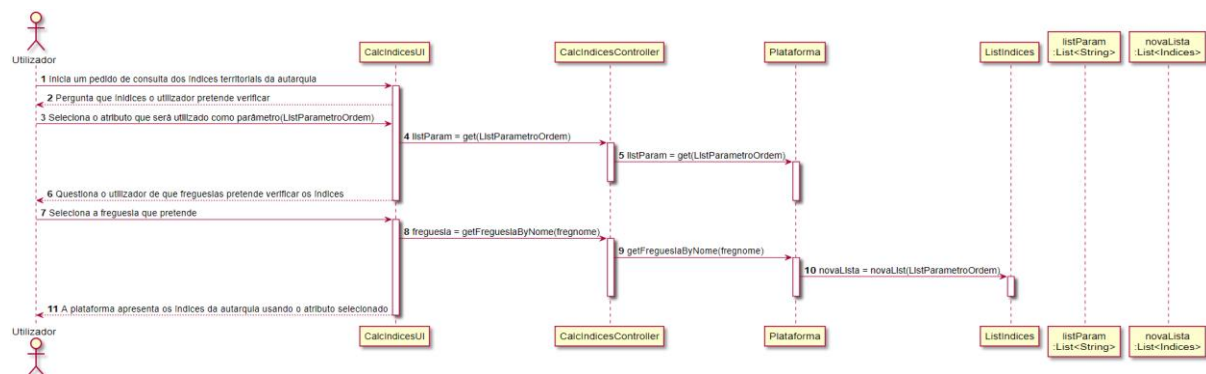 Utilizador
CalcIndicesUI
CalcIndicesController
Plataforma
ListIndices
listParam
:List<String>
novaLista
:List<Indices>
1 Inicia um pedido de consulta dos índices territoriais da autarquia
2 Pergunta que inídices o utilizador pretende verificar
3 Seleciona o atributo que será utilizado como parâmetro(ListParametroOrdem)
4 listParam = get(ListParametroOrdem)
5 listParam = get(ListParametroOrdem)
6 Questiona o utilizador de que freguesias pretende verificar os índices
7 Seleciona a freguesia que pretende
8 freguesia = getFreguesiaByNome(fregnome)
9 getFreguesiaByNome(fregnome)
10 novaLista = novaList(ListParametroOrdem)
11 A plataforma apresenta os índices da autarquia usando o atributo selecionado
Utilizador
CalcIndicesUI
CalcIndicesController
Plataforma
ListIndices
listParam
:List<String>
novaLista
:List<Indices>